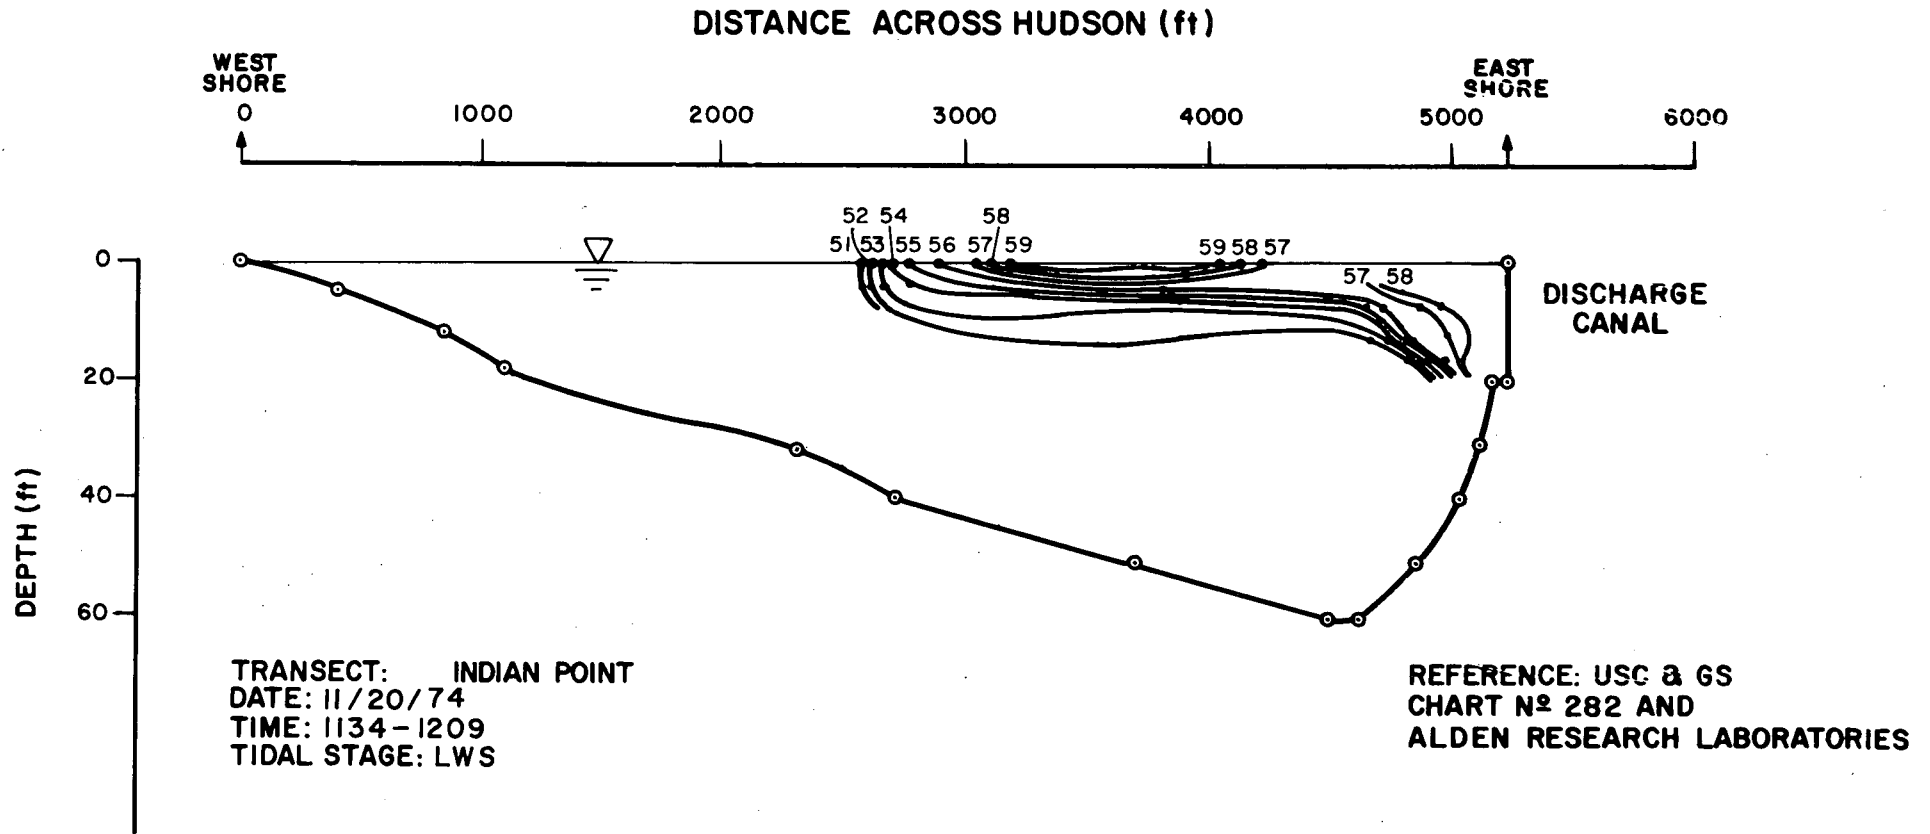 DISTANCE ACROSS HUDSON (ft)
WEST
SHORE
EAST
SHORE
0 1000 2000 3000 4000 5000 6000
52 54 58
51 53 55 56 57 59 59 58 57
57 58
0
20
40
60
DEPTH (ft)
DISCHARGE
CANAL
TRANSECT: INDIAN POINT
DATE: 11/20/74
TIME: 1134-1209
TIDAL STAGE: LWS
REFERENCE: USC & GS
CHART Nº 282 AND
ALDEN RESEARCH LABORATORIES